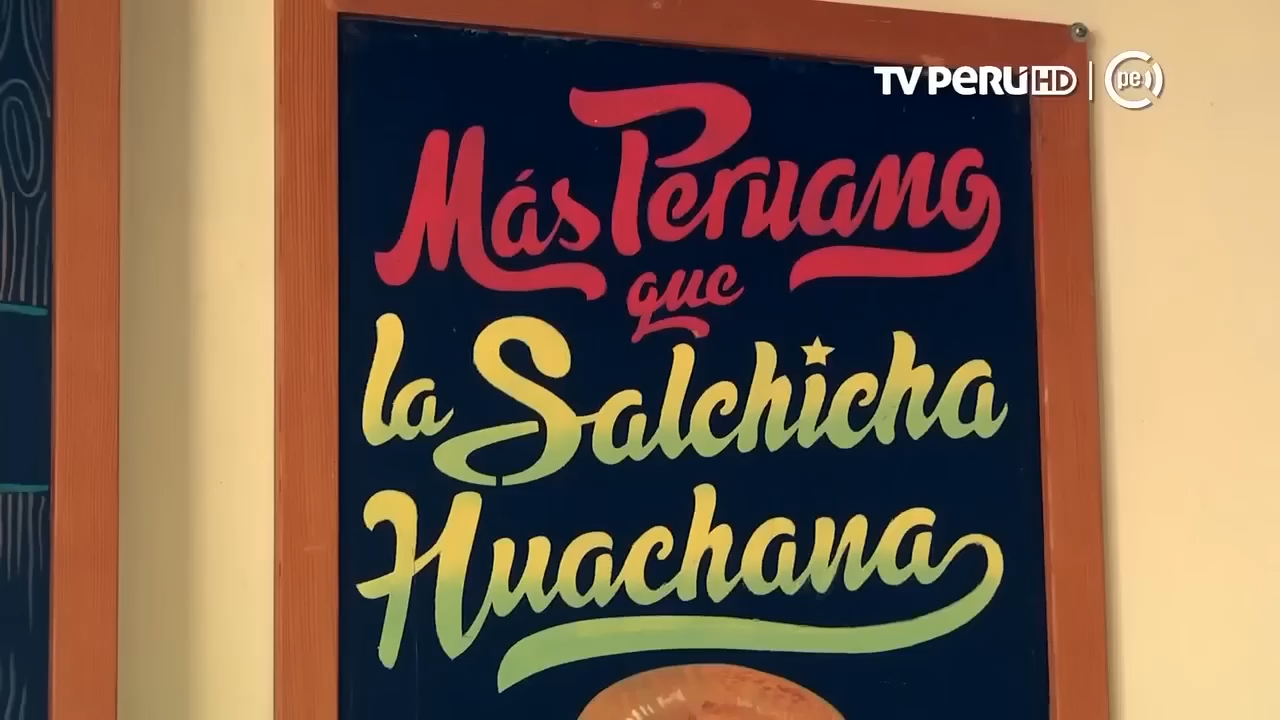 TV PERÚ HD
pe
Más Peruano
que
la Salchicha
Huachana